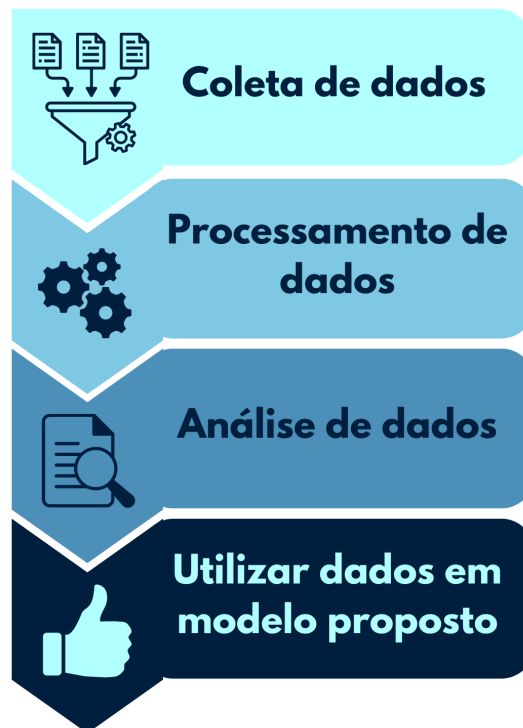 Coleta de dados
Processamento de
dados
Análise de dados
Utilizar dados em
modelo proposto